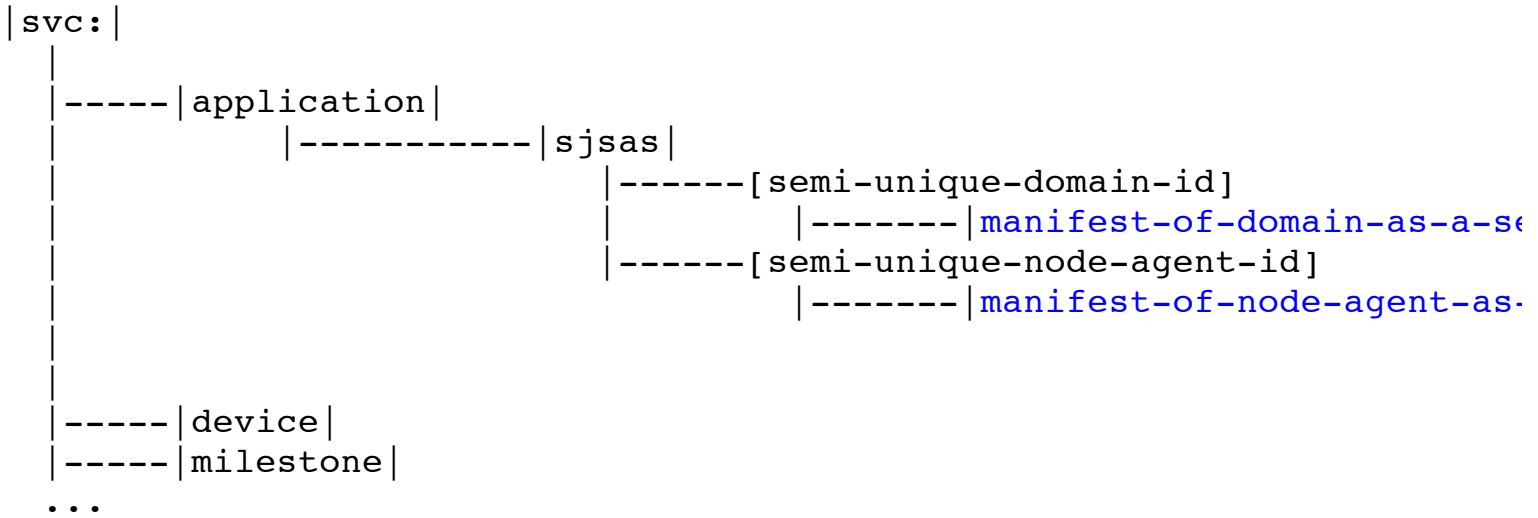 |svc:|
   |
   |-----|application|
   |            |-----------|sjsas|
   |                            |------[semi-unique-domain-id]
   |                            |         |-------|manifest-of-domain-as-a-se
   |                            |------[semi-unique-node-agent-id]
   |                                      |-------|manifest-of-node-agent-as-
   |
   |
   |-----|device|
   |-----|milestone|
   ...